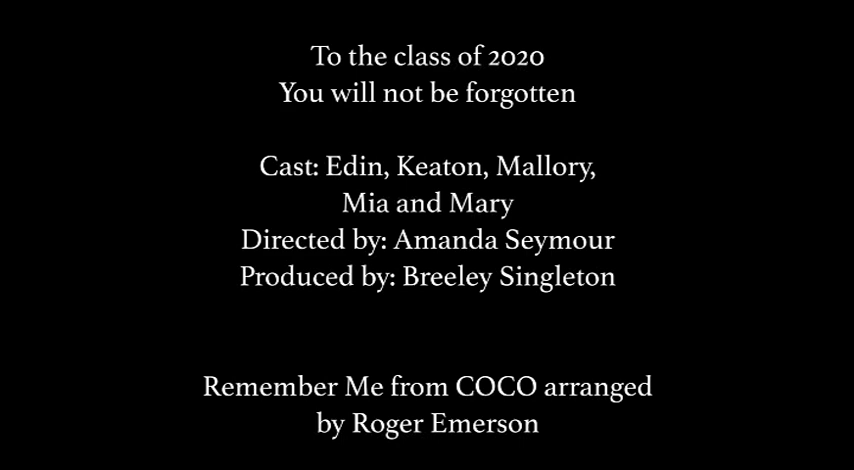 To the class of 2020
You will not be forgotten
Cast: Edin, Keaton, Mallory,
Mia and Mary
Directed by: Amanda Seymour
Produced by: Breeley Singleton
Remember Me from COCO arranged
by Roger Emerson